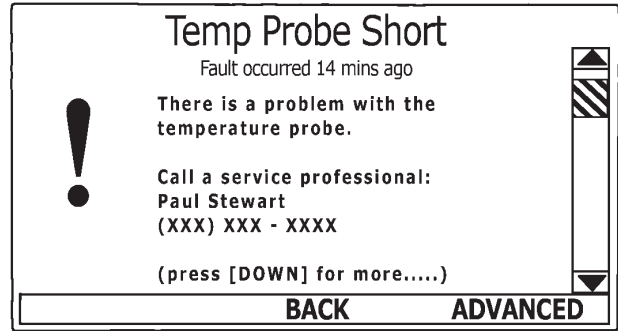 Temp Probe Short
Fault occurred 14 mins ago
There is a problem with the
temperature probe.
Call a service professional:
Paul Stewart
(XXX) XXX - XXXX
(press [DOWN] for more.....)
BACK ADVANCED